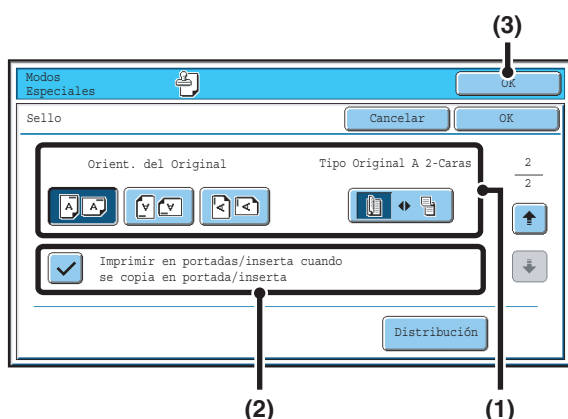 (3)
Modos
Especiales
OK
Sello
Cancelar
OK
Orient. del Original
Tipo Original A 2-Caras
2
2
A A
A A
A A
Imprimir en portadas/inserta cuando
se copia en portada/inserta
Distribución
(2)
(1)